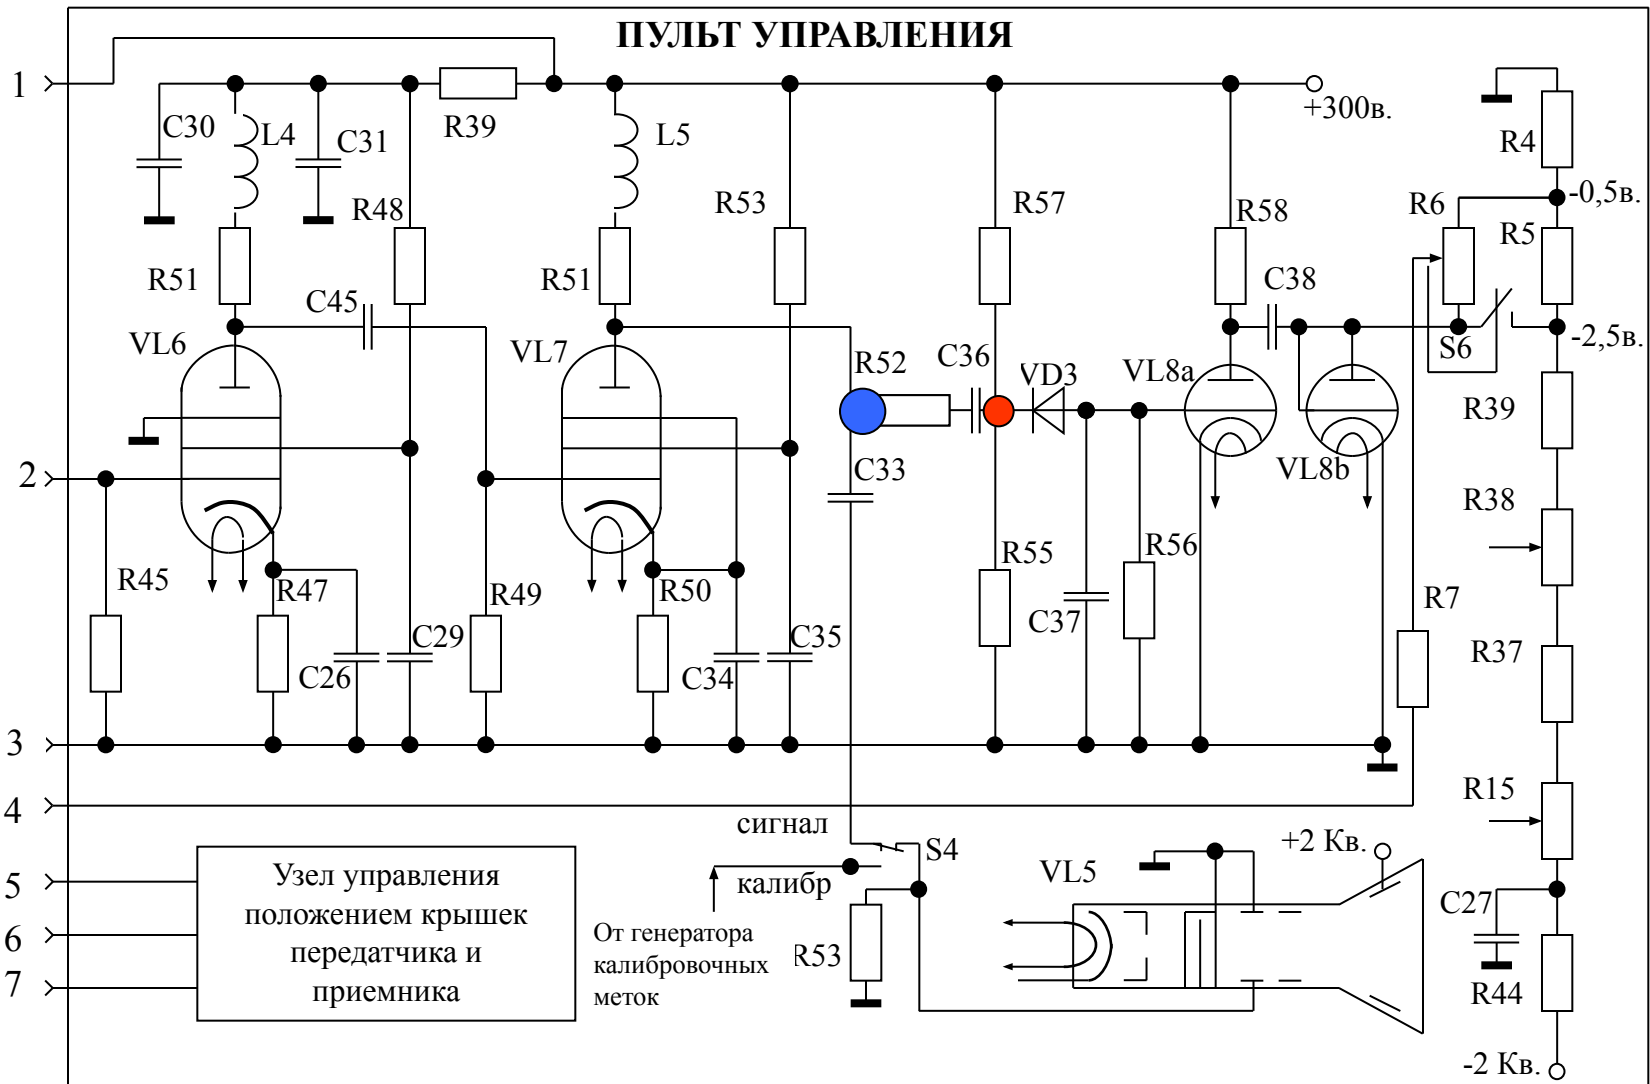 ПУЛЬТ УПРАВЛЕНИЯ
1
+300в.
C30
L4
C31
R39
L5
R4
R48
R53
R57
R58
R6
-0,5в.
R5
R51
C45
R51
C38
VL6
VL7
R52
C36
VD3
VL8a
S6
-2,5в.
R39
2
C33
VL8b
R38
R45
R47
R49
R50
R55
R56
R7
C26
C29
C34
C35
C37
R37
3
4
сигнал
S4
+2 Кв.
R15
калибр
VL5
5
6
7
Узел управления
положением крышек
передатчика и
приемника
От генератора
калибровочных
меток
R53
C27
R44
-2 Кв.